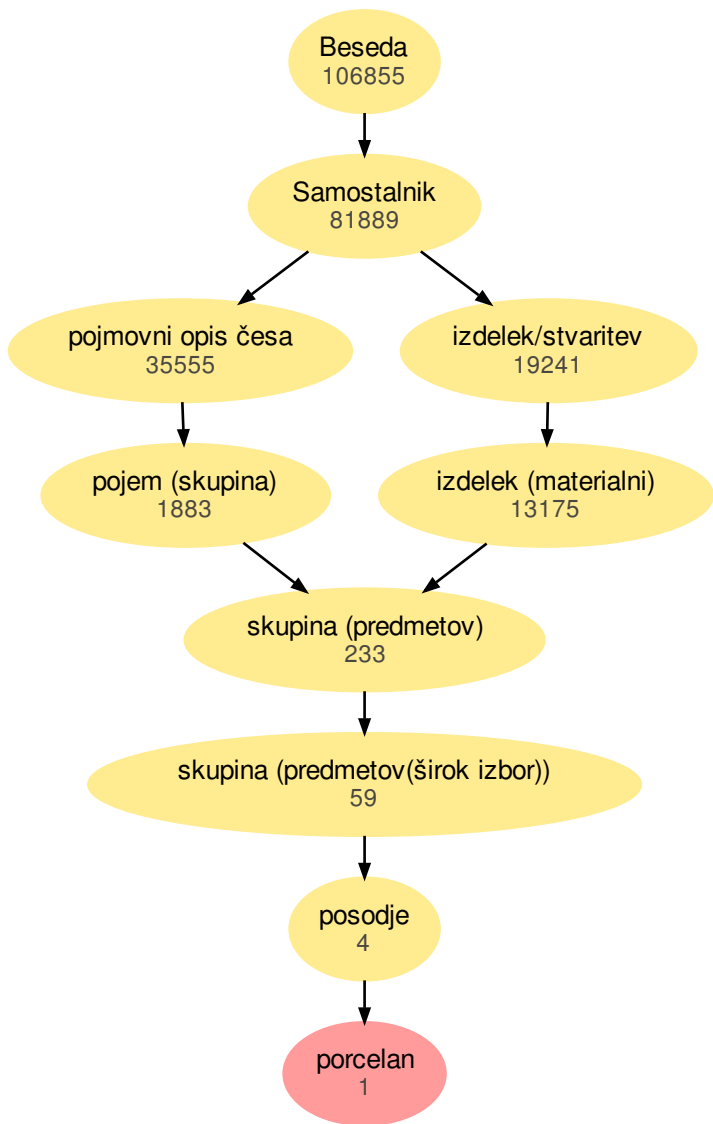 Beseda
106855
Samostalnik
81889
pojmovni opis česa
35555
izdelek/stvaritev
19241
pojem (skupina)
1883
izdelek (materialni)
13175
skupina (predmetov)
233
skupina (predmetov(širok izbor))
59
posodje
4
porcelan
1